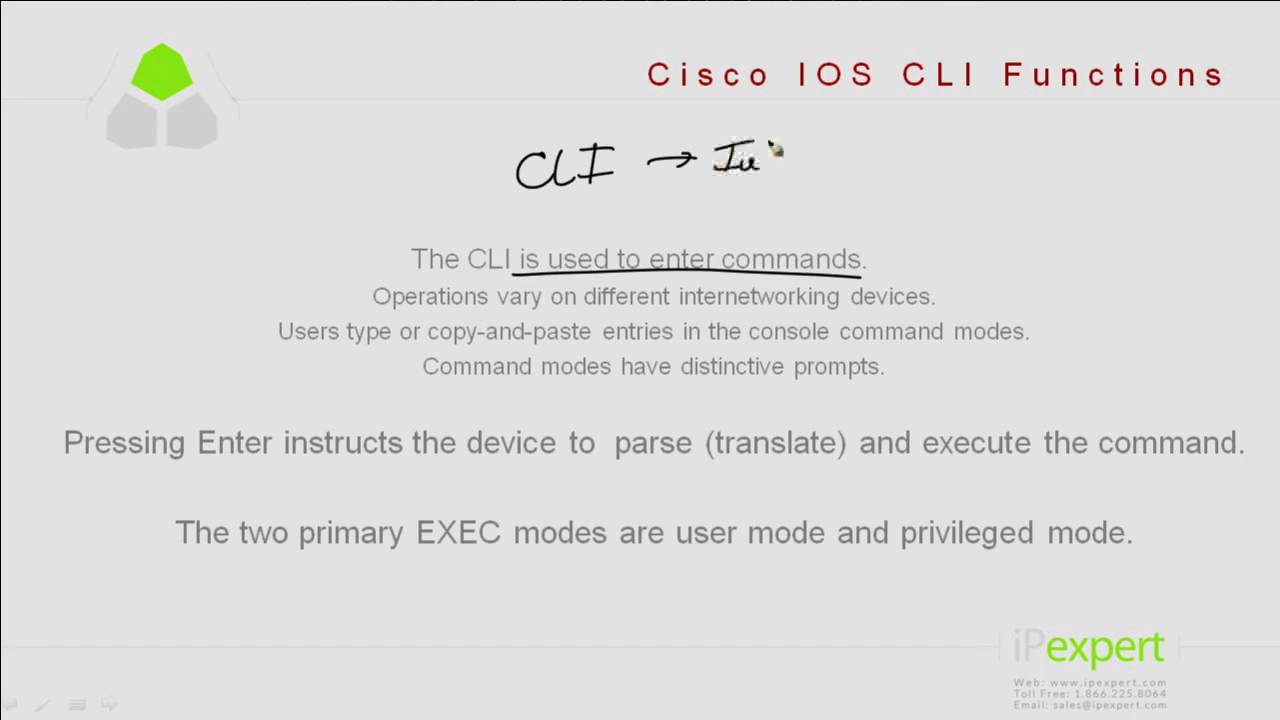 Cisco IOS CLI Functions
CLI →
The CLI is used to enter commands.
Operations vary on different internetworking devices.
Users type or copy-and-paste entries in the console command modes.
Command modes have distinctive prompts.
Pressing Enter instructs the device to parse (translate) and execute the command.
The two primary EXEC modes are user mode and privileged mode.
iPexpert
Web: www.ipexpert.com
Toll Free: 1.866.225.8064
Email: sales@ipexpert.com